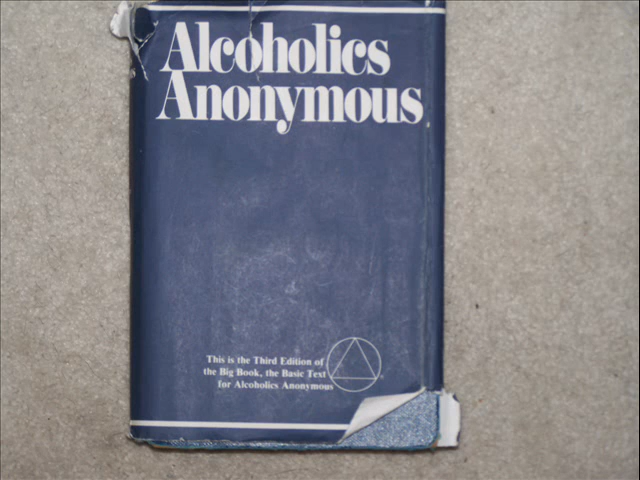 Alcoholics
Anonymous
This is the Third Edition of
the Big Book, the Basic Text
for Alcoholics Anonymous